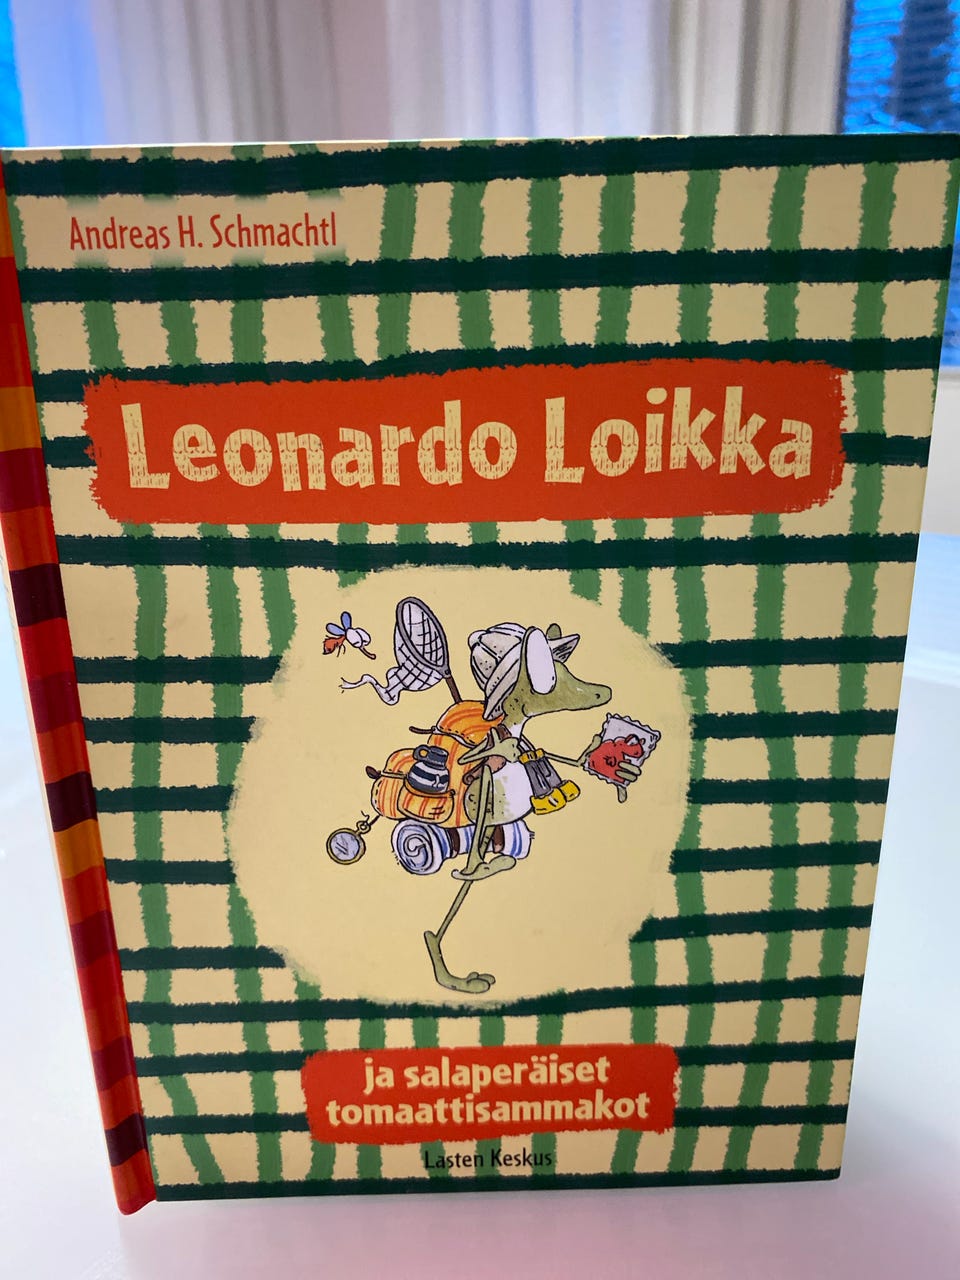 Andreas H. Schmachtl
Leonardo Loikka
ja salaperäiset
tomaattisammakot
Lasten Keskus